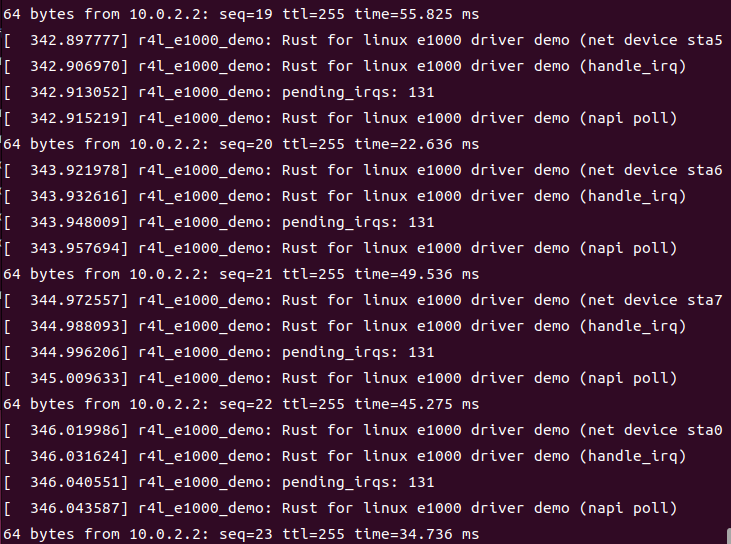 64 bytes from 10.0.2.2: seq=19 ttl=255 time=55.825 ms
[  342.897777] r4l_e1000_demo: Rust for linux e1000 driver demo (net device sta5
[  342.906970] r4l_e1000_demo: Rust for linux e1000 driver demo (handle_irq)
[  342.913052] r4l_e1000_demo: pending_irqs: 131
[  342.915219] r4l_e1000_demo: Rust for linux e1000 driver demo (napi poll)
64 bytes from 10.0.2.2: seq=20 ttl=255 time=22.636 ms
[  343.921978] r4l_e1000_demo: Rust for linux e1000 driver demo (net device sta6
[  343.932616] r4l_e1000_demo: Rust for linux e1000 driver demo (handle_irq)
[  343.948009] r4l_e1000_demo: pending_irqs: 131
[  343.957694] r4l_e1000_demo: Rust for linux e1000 driver demo (napi poll)
64 bytes from 10.0.2.2: seq=21 ttl=255 time=49.536 ms
[  344.972557] r4l_e1000_demo: Rust for linux e1000 driver demo (net device sta7
[  344.988093] r4l_e1000_demo: Rust for linux e1000 driver demo (handle_irq)
[  344.996206] r4l_e1000_demo: pending_irqs: 131
[  345.009633] r4l_e1000_demo: Rust for linux e1000 driver demo (napi poll)
64 bytes from 10.0.2.2: seq=22 ttl=255 time=45.275 ms
[  346.019986] r4l_e1000_demo: Rust for linux e1000 driver demo (net device sta0
[  346.031624] r4l_e1000_demo: Rust for linux e1000 driver demo (handle_irq)
[  346.040551] r4l_e1000_demo: pending_irqs: 131
[  346.043587] r4l_e1000_demo: Rust for linux e1000 driver demo (napi poll)
64 bytes from 10.0.2.2: seq=23 ttl=255 time=34.736 ms